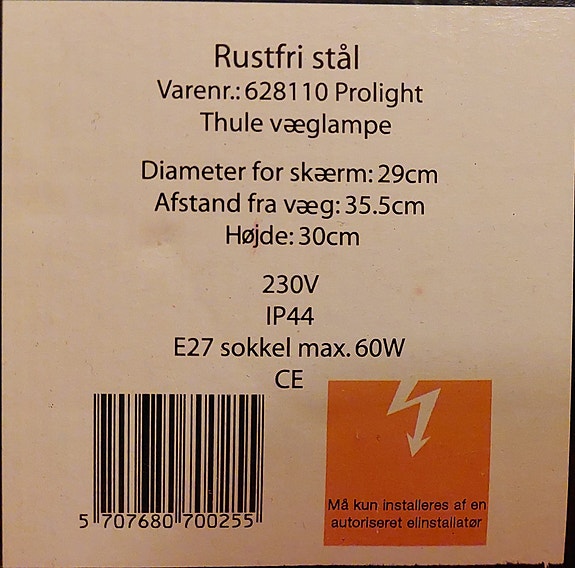 Rustfri stål
Varenr.: 628110 Prolight
Thule væglampe
Diameter for skærm: 29cm
Afstand fra væg: 35.5cm
Højde: 30cm
230V
IP44
E27 sokkel max. 60W
CE
Må kun installeres af en
autoriseret elinstallatør
5 707680 700255